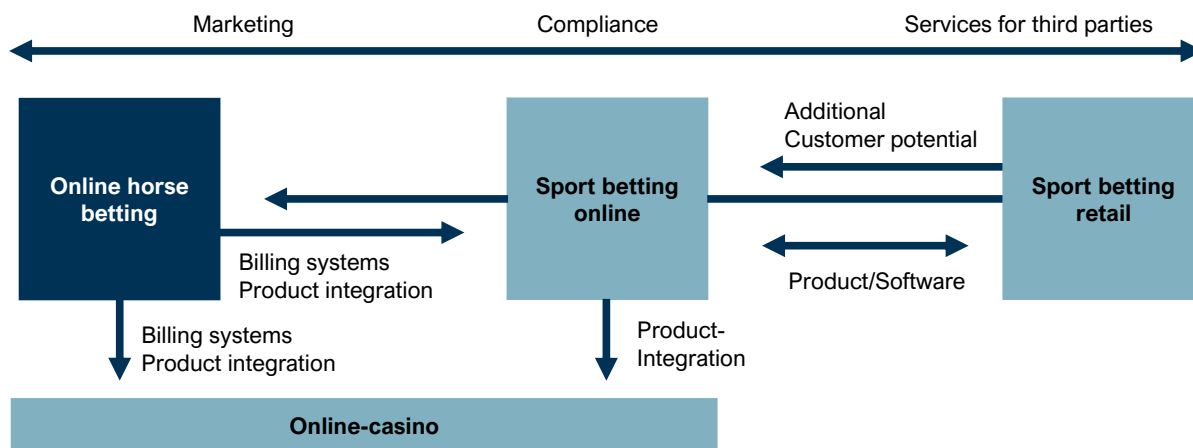 Marketing
Compliance
Services for third parties
Online horse
betting
Billing systems
Product integration
Sport betting
online
Additional
Customer potential
Product/Software
Sport betting
retail
Billing systems
Product integration
Product-
Integration
Online-casino